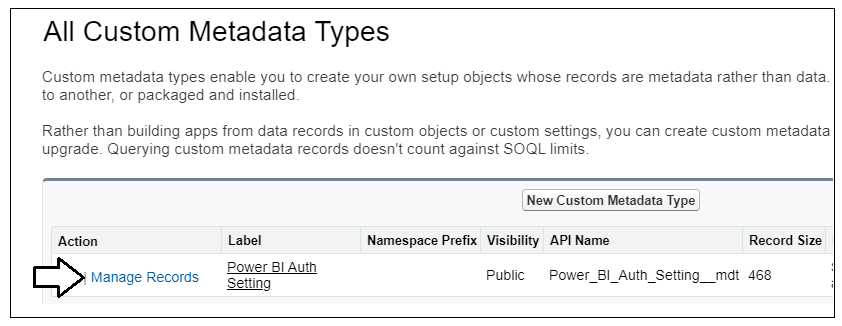 All Custom Metadata Types
Custom metadata types enable you to create your own setup objects whose records are metadata rather than data.
to another, or packaged and installed.
Rather than building apps from data records in custom objects or custom settings, you can create custom metadata
upgrade. Querying custom metadata records doesn't count against SOQL limits.
New Custom Metadata Type
Action Label Namespace Prefix Visibility API Name Record Size
| Manage Records Power BI Auth Setting Public Power_BI_Auth_Setting__mdt 468